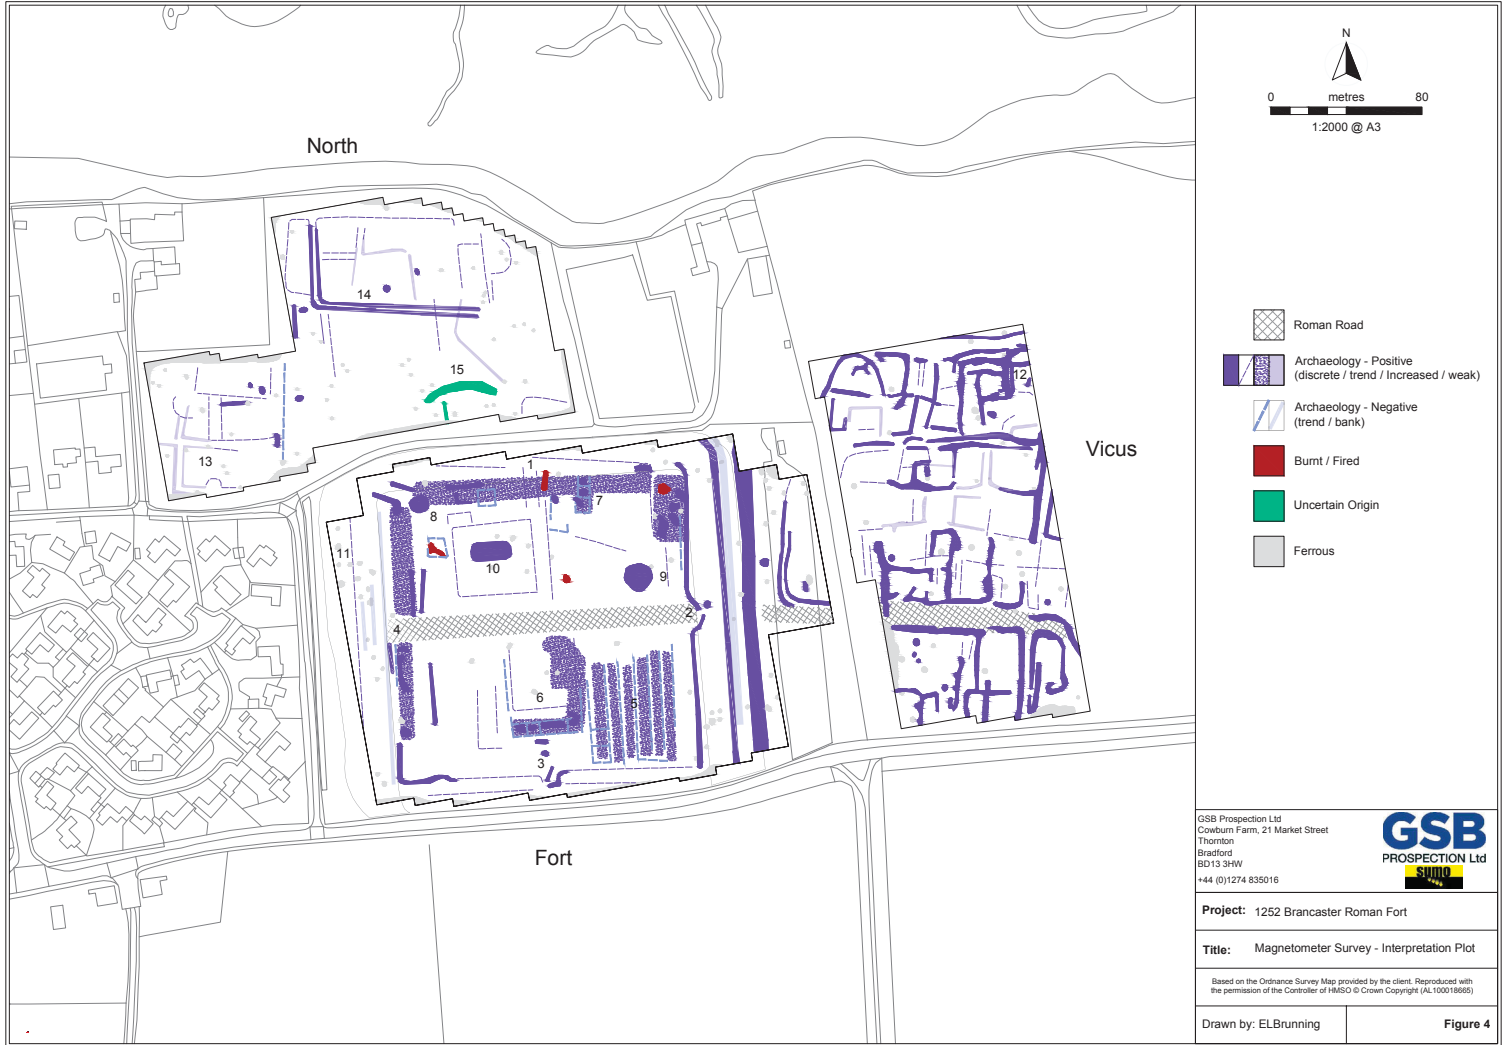 North
Vicus
Fort
1
2
3
4
5
6
7
8
9
10
11
12
13
14
15
N
0 metres 80
1:2000 @ A3
Roman Road
Archaeology - Positive
(discrete / trend / Increased / weak)
Archaeology - Negative
(trend / bank)
Burnt / Fired
Uncertain Origin
Ferrous
GSB Prospection Ltd
Cowburn Farm, 21 Market Street
Thornton
Bradford
BD13 3HW
+44 (0)1274 835016
GSB
PROSPECTION Ltd
sumo
Project: 1252 Brancaster Roman Fort
Title: Magnetometer Survey - Interpretation Plot
Based on the Ordnance Survey Map provided by the client. Reproduced with
the permission of the Controller of HMSO © Crown Copyright (AL100018665)
Drawn by: ELBrunning
Figure 4